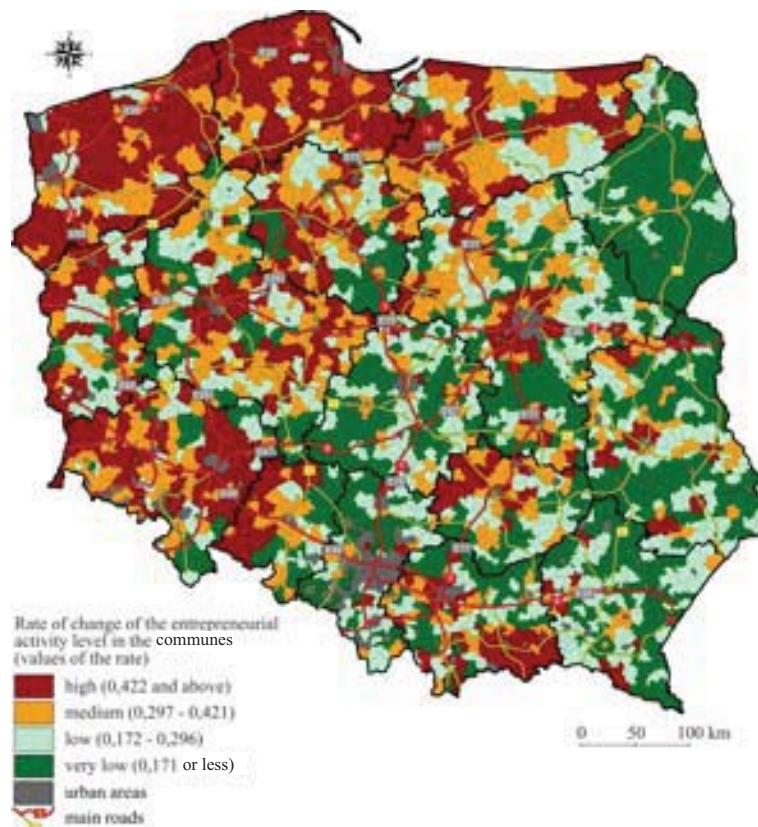 Rate of change of the entrepreneurial
activity level in the communes
(values of the rate)
high (0,422 and above)
medium (0,297 - 0,421)
low (0,172 - 0,296)
very low (0,171 or less)
urban areas
main roads
0 50 100 km